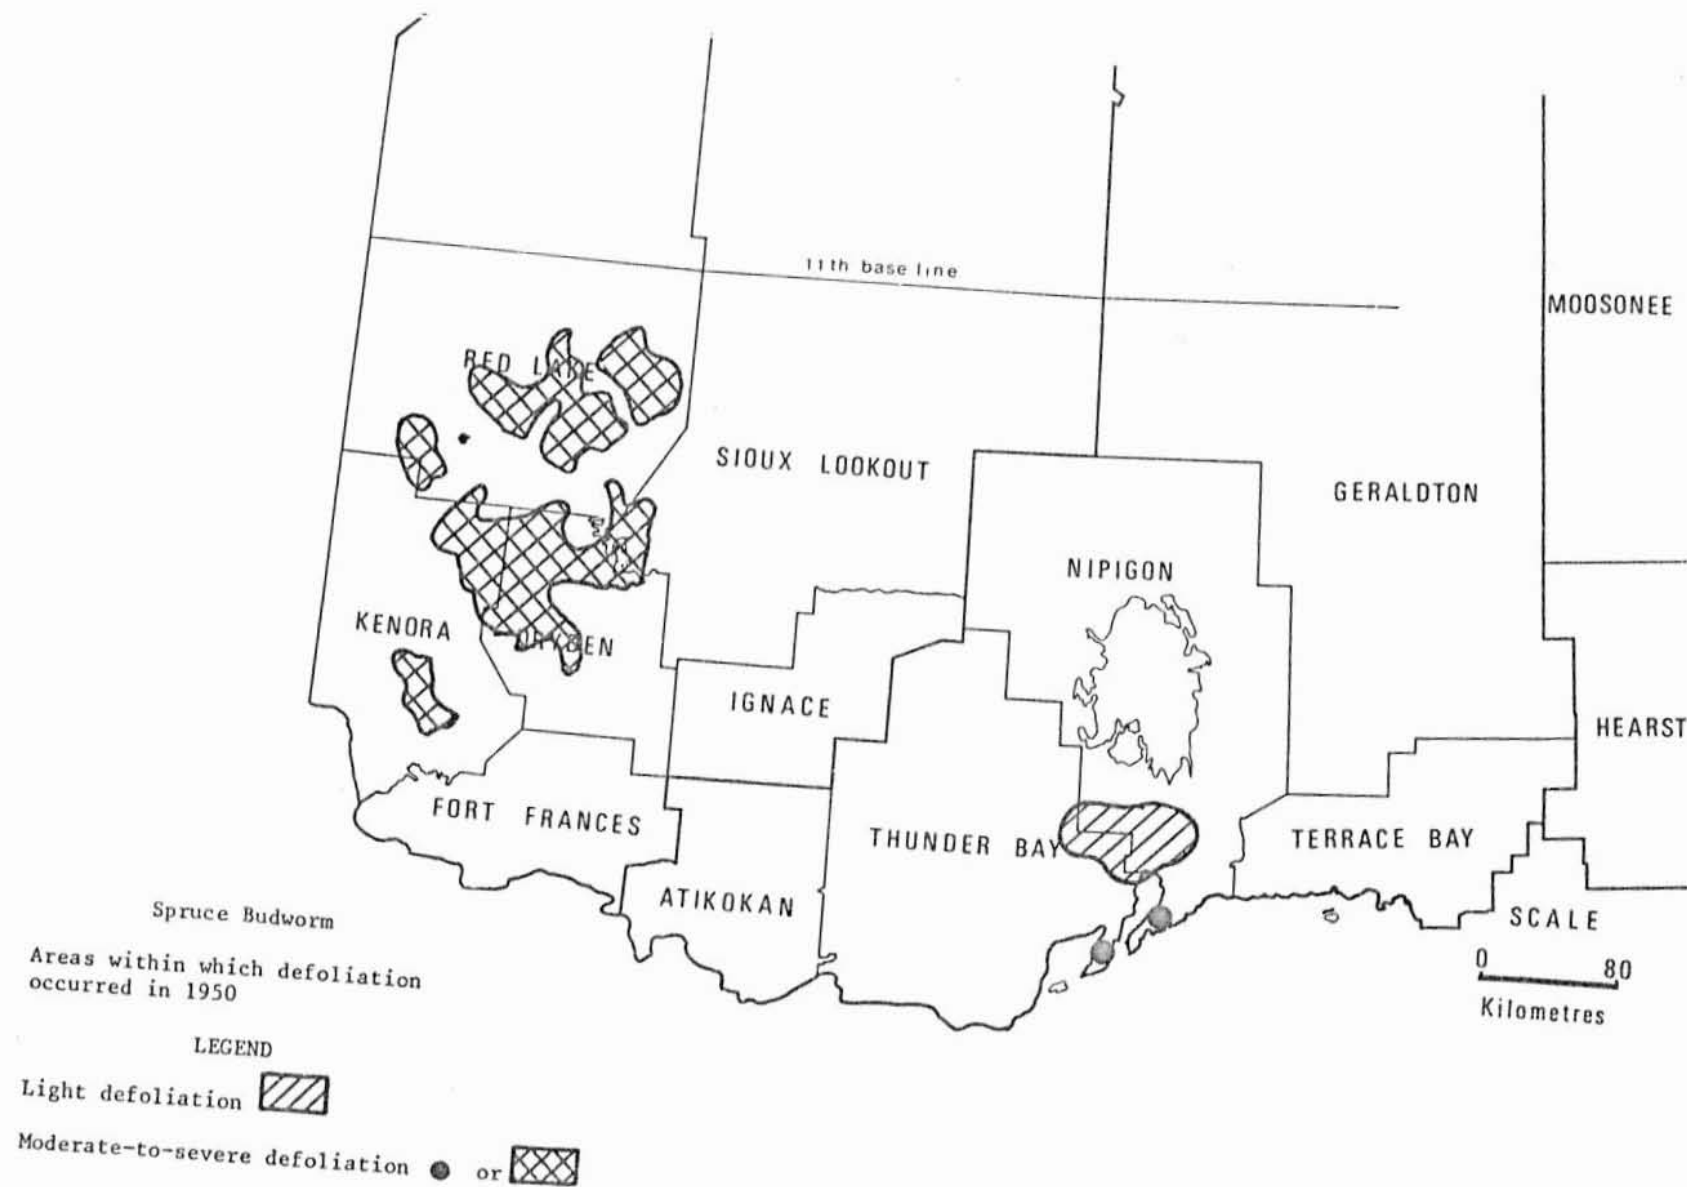 11th base line
MOOSONEE
RED LAKE
SIOUX LOOKOUT
GERALDTON
NIPIGON
KENORA
DRYDEN
IGNACE
HEARST
FORT FRANCES
THUNDER BAY
TERRACE BAY
ATIKOKAN
SCALE
0 80
Kilometres
Spruce Budworm
Areas within which defoliation
occurred in 1950
LEGEND
Light defoliation
Moderate-to-severe defoliation or